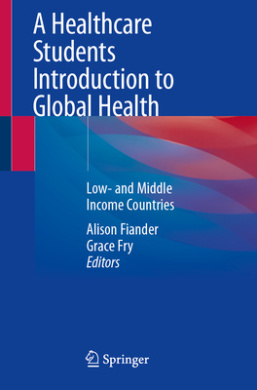 A Healthcare
Students
Introduction to
Global Health
Low- and Middle
Income Countries
Alison Fiander
Grace Fry
Editors
Springer